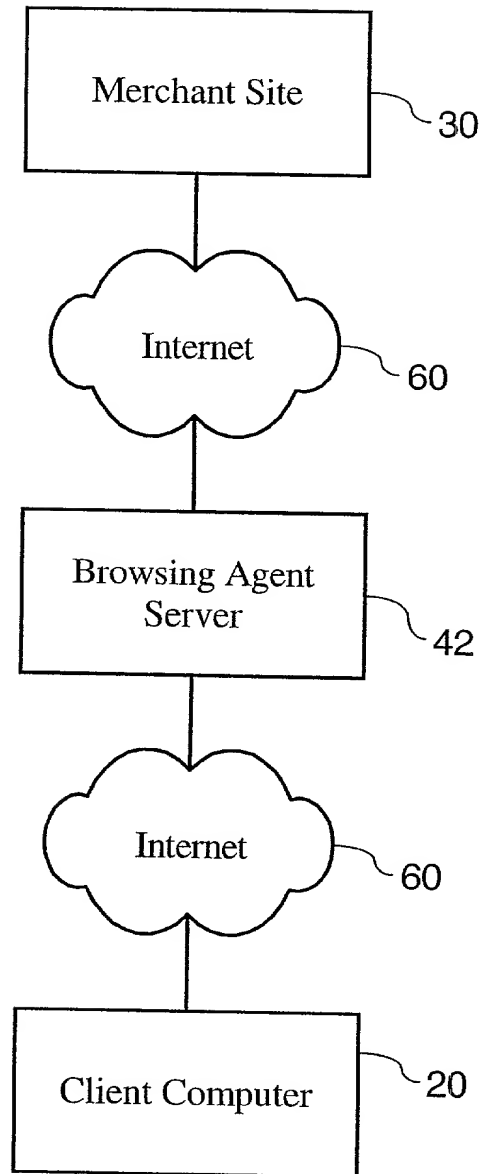 Merchant Site
30
Internet
60
Browsing Agent
Server
42
Internet
60
Client Computer
20